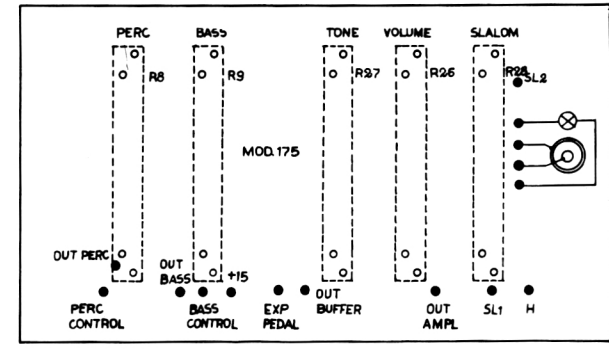 PERC BASS TONE VOLUME SLALOM
R8 R9 R27 R26 R28
SL2
MOD.175
OUT PERC
OUT
BASS
+15
PERC
CONTROL
BASS
CONTROL
EXP
PEDAL
OUT
BUFFER
OUT
AMPL
SL1
H